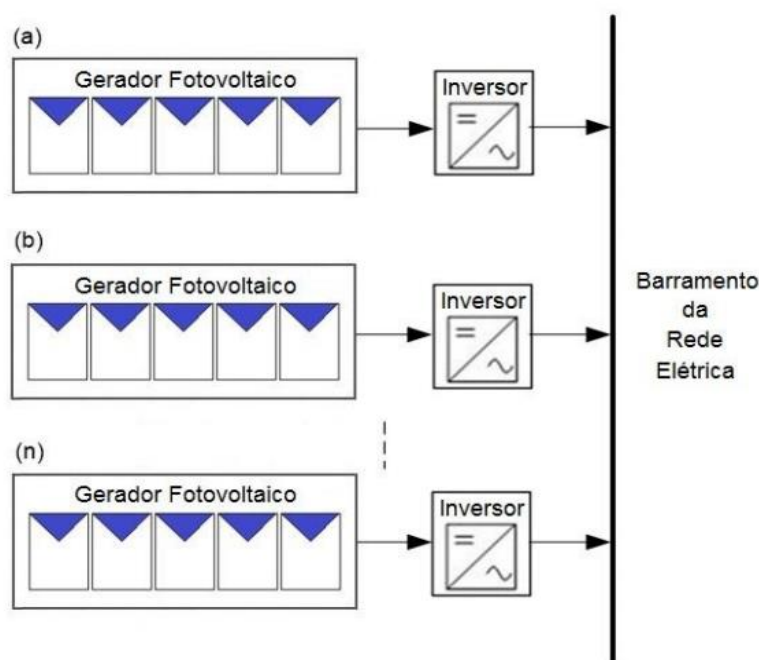 (a)
Gerador Fotovoltaico
Inversor
(b)
Gerador Fotovoltaico
Inversor
Barramento
da
Rede
Elétrica
(n)
Gerador Fotovoltaico
Inversor